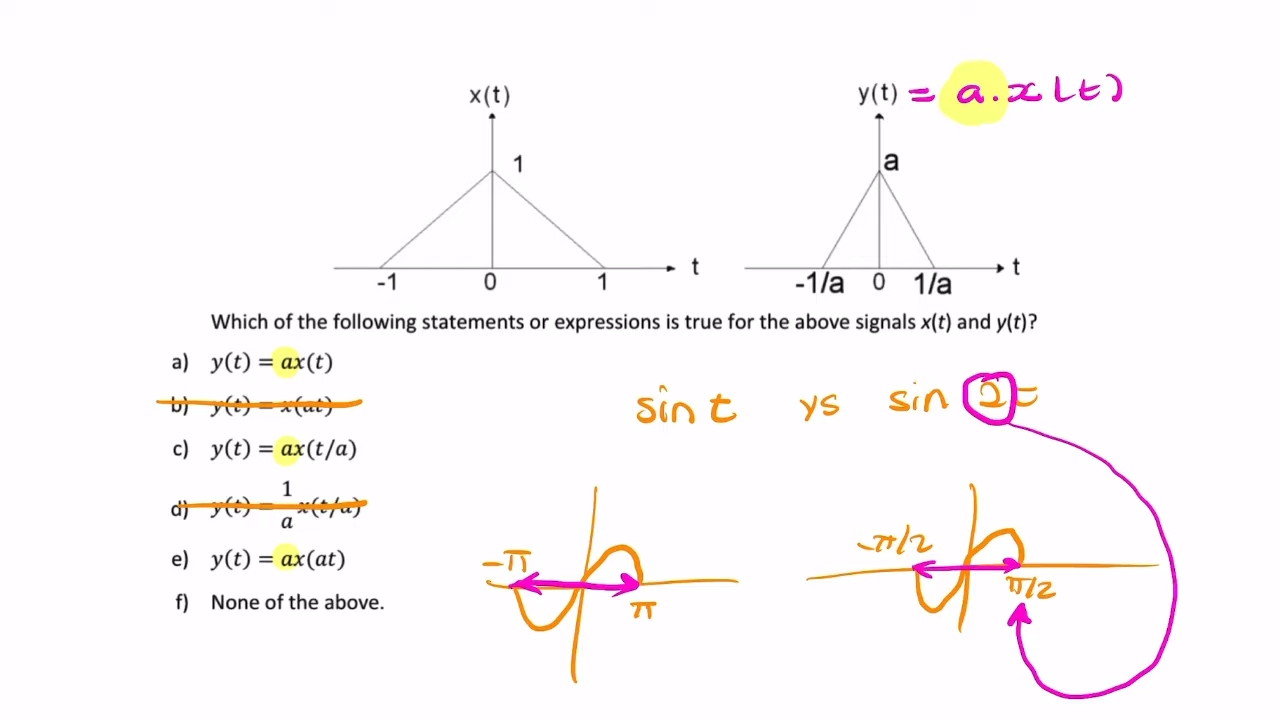 x(t)
y(t) = a.x(t)
1
a
-1 0 1 t
-1/a 0 1/a t
Which of the following statements or expressions is true for the above signals x(t) and y(t)?
a) y(t) = ax(t)
b) y(t) = x(at)
sin t vs sin 2t
c) y(t) = ax(t/a)
d) y(t) = 1/a x(t/a)
e) y(t) = ax(at)
f) None of the above.
-π π
-π/2 π/2